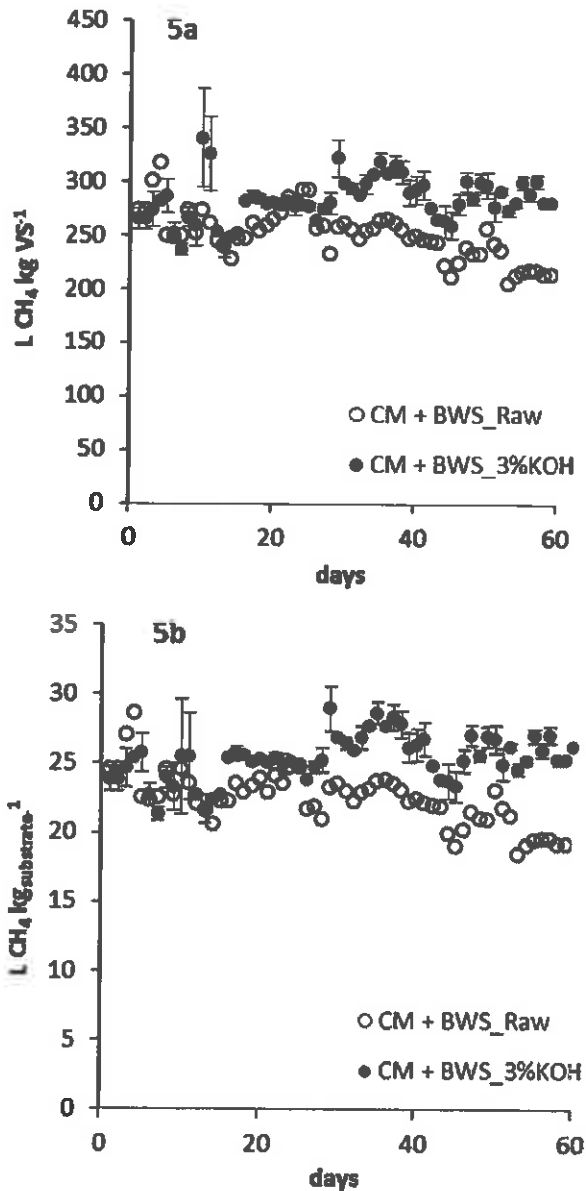 5a
450
400
350
300
250
200
150
100
50
0
L CH₄ kg VS⁻¹
CM + BWS_Raw
CM + BWS_3%KOH
0 20 40 60
days
5b
35
30
25
20
15
10
5
0
L CH₄ kg substrate⁻¹
CM + BWS_Raw
CM + BWS_3%KOH
0 20 40 60
days